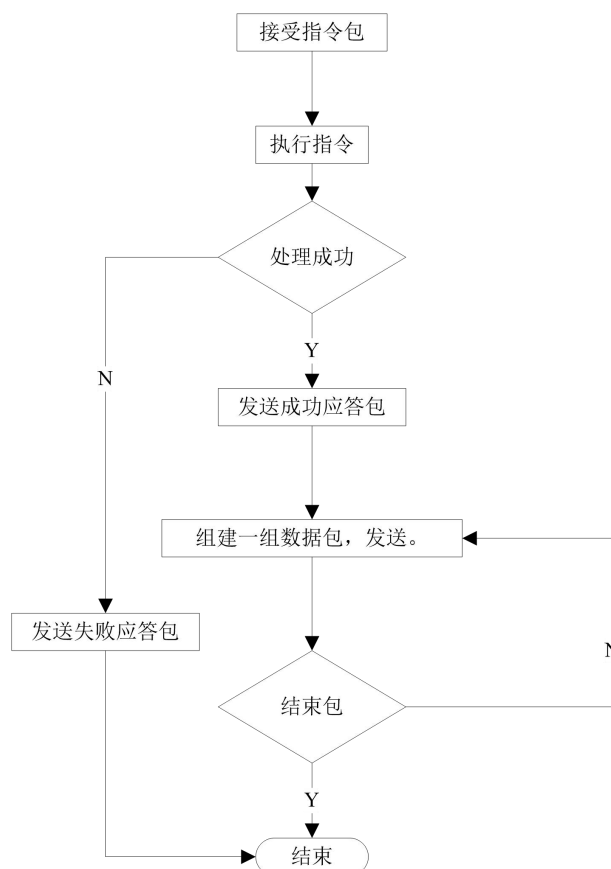 接受指令包
执行指令
处理成功
Y
N
发送成功应答包
组建一组数据包，发送。
发送失败应答包
N
结束包
Y
结束